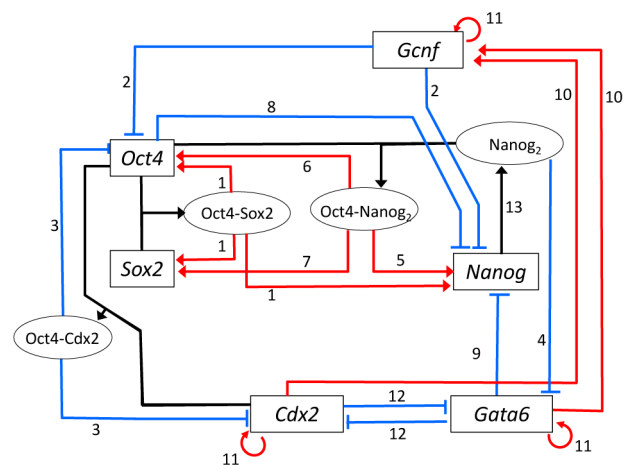 11
Gcnf
2
2
10
10
8
Oct4
Nanog₂
6
1
3
Oct4-Sox2
Oct4-Nanog₂
13
1
7
5
Sox2
Nanog
1
Oct4-Cdx2
9
4
12
Cdx2
Gata6
3
12
11
11